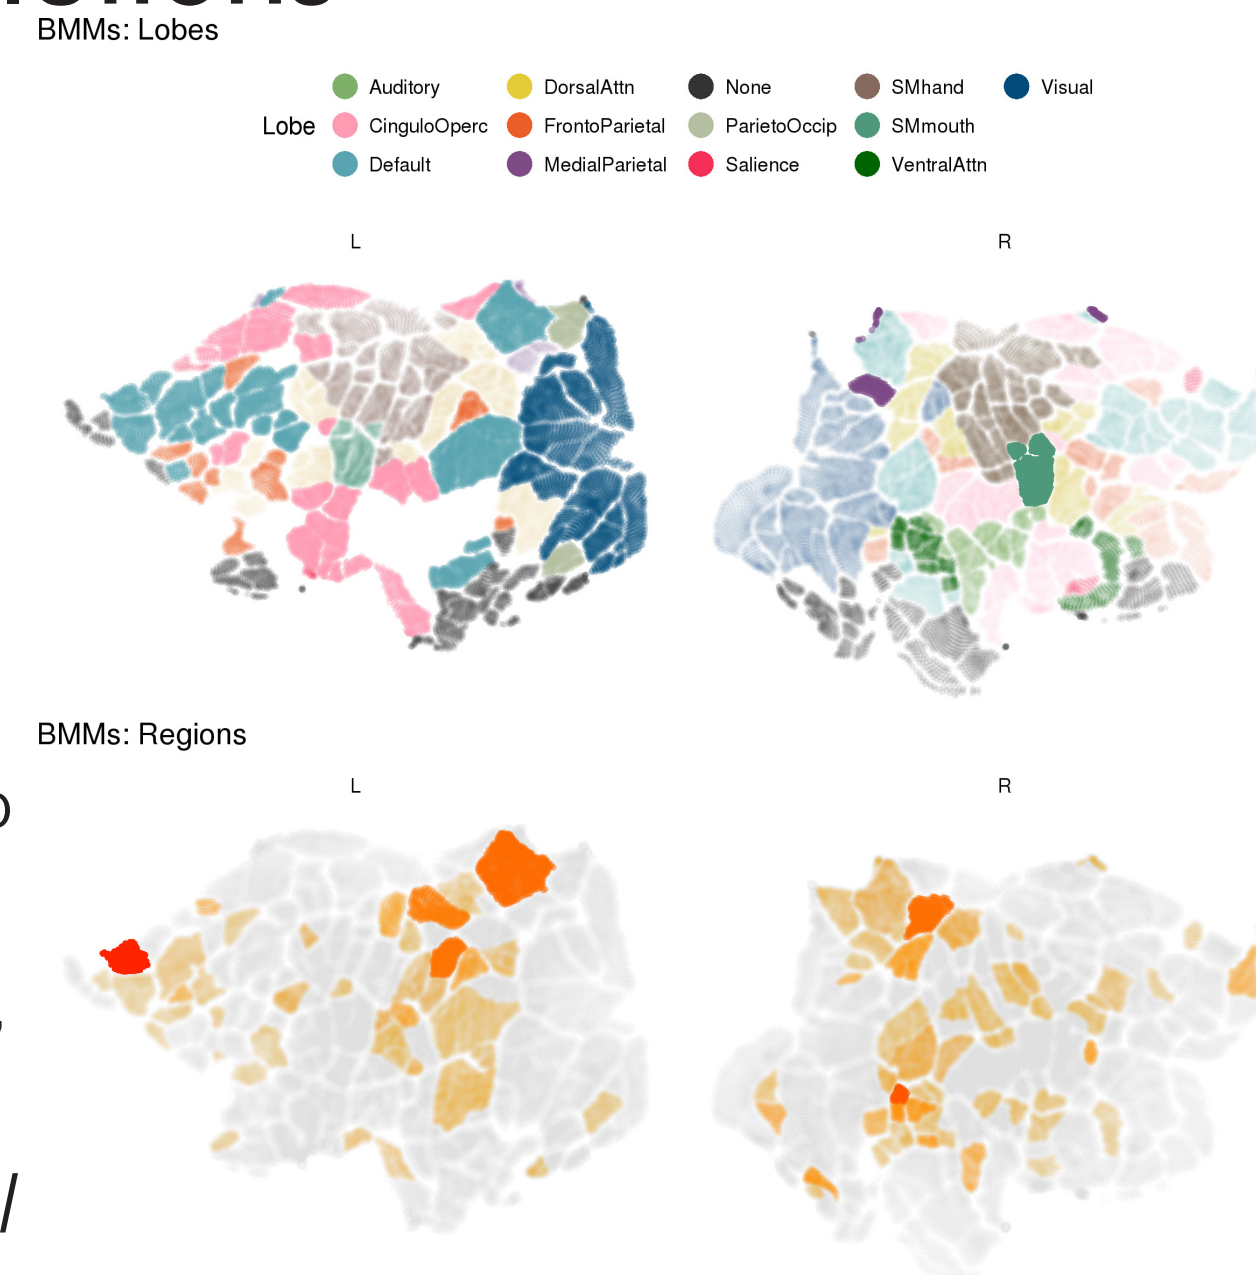 BMMs: Lobes
Lobe
Auditory DorsalAttn None SMhand Visual
CinguloOperc FrontoParietal ParietoOccip SMmouth
Default MedialParietal Salience VentralAttn
L R
BMMs: Regions
L R
/